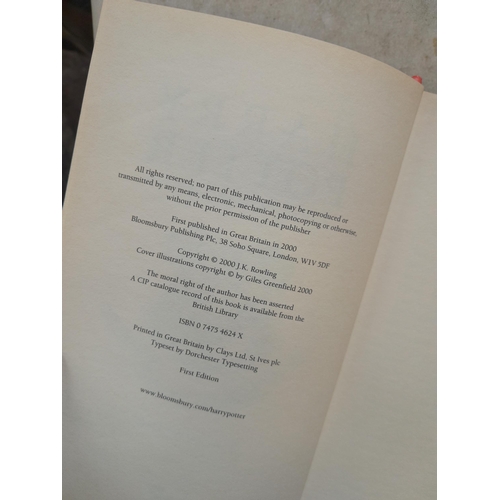 All rights reserved; no part of this publication may be reproduced or
transmitted by any means, electronic, mechanical, photocopying or otherwise,
without the prior permission of the publisher
First published in Great Britain in 2000
Bloomsbury Publishing Plc, 38 Soho Square, London, W1V 5DF
Copyright © 2000 J.K. Rowling
Cover illustrations copyright © by Giles Greenfield 2000
The moral right of the author has been asserted
A CIP catalogue record of this book is available from the
British Library
ISBN 0 7475 4624 X
Printed in Great Britain by Clays Ltd, St Ives plc
Typeset by Dorchester Typesetting
First Edition
www.bloomsbury.com/harrypotter